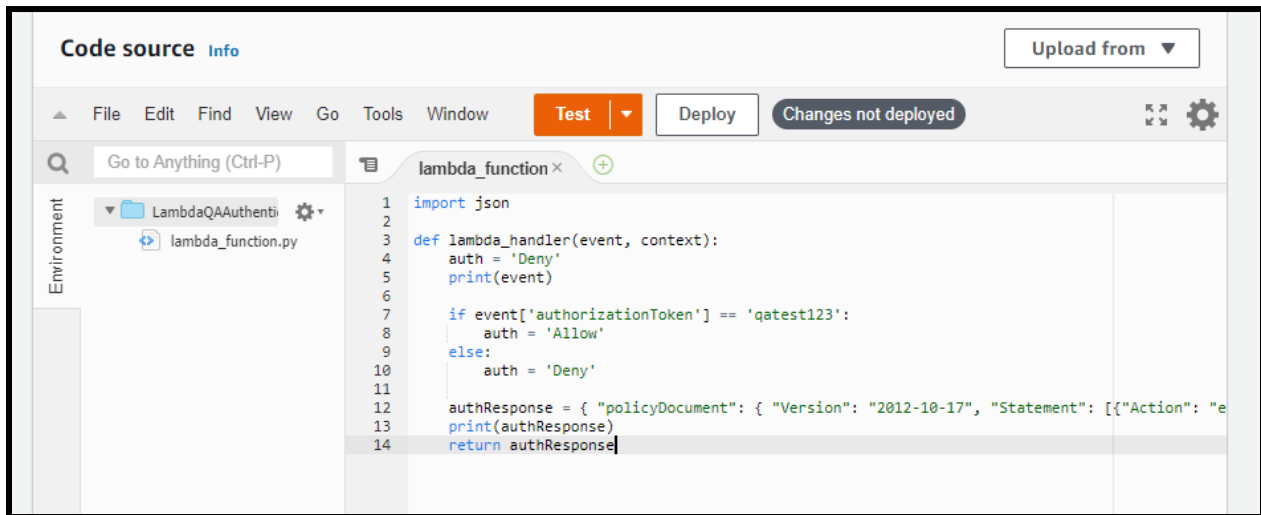 Code source Info
Upload from ▼
File Edit Find View Go Tools Window Test Deploy Changes not deployed
Go to Anything (Ctrl-P)
lambda_function ×
Environment
LambdaQAAuthenti
lambda_function.py
1 import json
2
3 def lambda_handler(event, context):
4     auth = 'Deny'
5     print(event)
6
7     if event['authorizationToken'] == 'qatest123':
8         auth = 'Allow'
9     else:
10         auth = 'Deny'
11
12     authResponse = { "policyDocument": { "Version": "2012-10-17", "Statement": [{"Action": "e
13     print(authResponse)
14     return authResponse